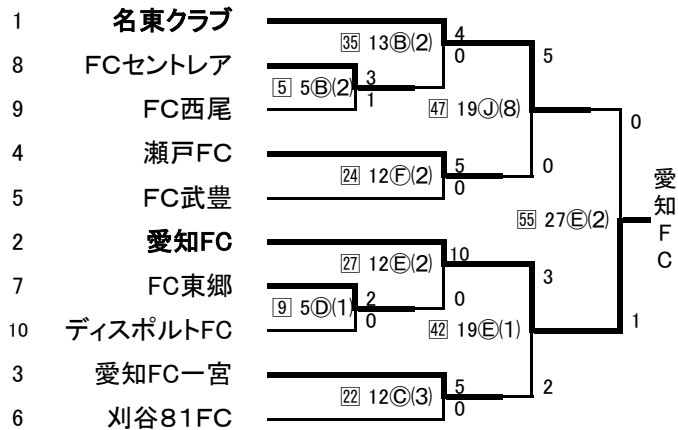 1 名東クラブ
35 13Ⓑ(2)
4
0
5
8 FCセントレア
5 5Ⓑ(2)
3
1
9 FC西尾
47 19Ⓙ(8)
0
4 瀬戸FC
24 12Ⓕ(2)
5
0
0
5 FC武豊
55 27Ⓔ(2)
愛知FC
2 愛知FC
27 12Ⓔ(2)
10
0
3
7 FC東郷
9 5Ⓓ(1)
2
0
10 ディスポルトFC
42 19Ⓔ(1)
1
3 愛知FC一宮
22 12Ⓒ(3)
5
0
2
6 刈谷81FC